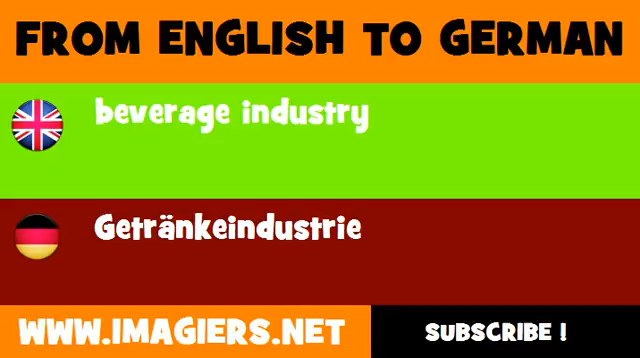 FROM ENGLISH TO GERMAN
beverage industry
Getränkeindustrie
WWW.IMAGIERS.NET
SUBSCRIBE !